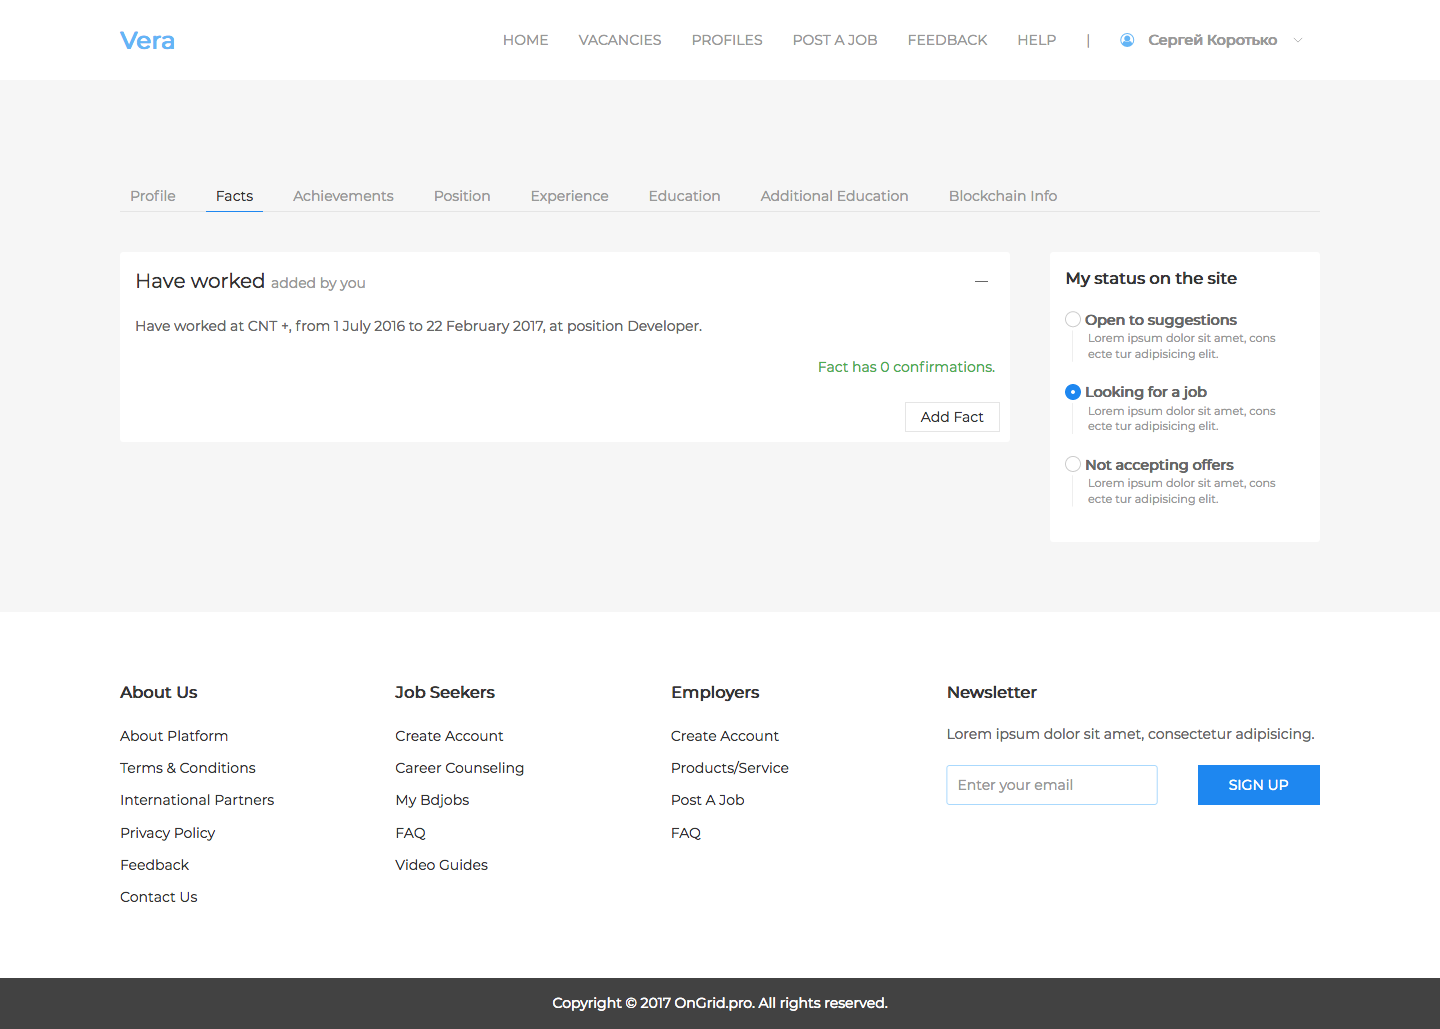 Vera
HOME VACANCIES PROFILES POST A JOB FEEDBACK HELP | Сергей Коротько
Profile Facts Achievements Position Experience Education Additional Education Blockchain Info
Have worked added by you
Have worked at CNT +, from 1 July 2016 to 22 February 2017, at position Developer.
Fact has 0 confirmations.
Add Fact
My status on the site
Open to suggestions
Lorem ipsum dolor sit amet, cons
ecte tur adipisicing elit.
Looking for a job
Lorem ipsum dolor sit amet, cons
ecte tur adipisicing elit.
Not accepting offers
Lorem ipsum dolor sit amet, cons
ecte tur adipisicing elit.
About Us
About Platform
Terms & Conditions
International Partners
Privacy Policy
Feedback
Contact Us
Job Seekers
Create Account
Career Counseling
My Bdjobs
FAQ
Video Guides
Employers
Create Account
Products/Service
Post A Job
FAQ
Newsletter
Lorem ipsum dolor sit amet, consectetur adipisicing.
Enter your email
SIGN UP
Copyright © 2017 OnGrid.pro. All rights reserved.